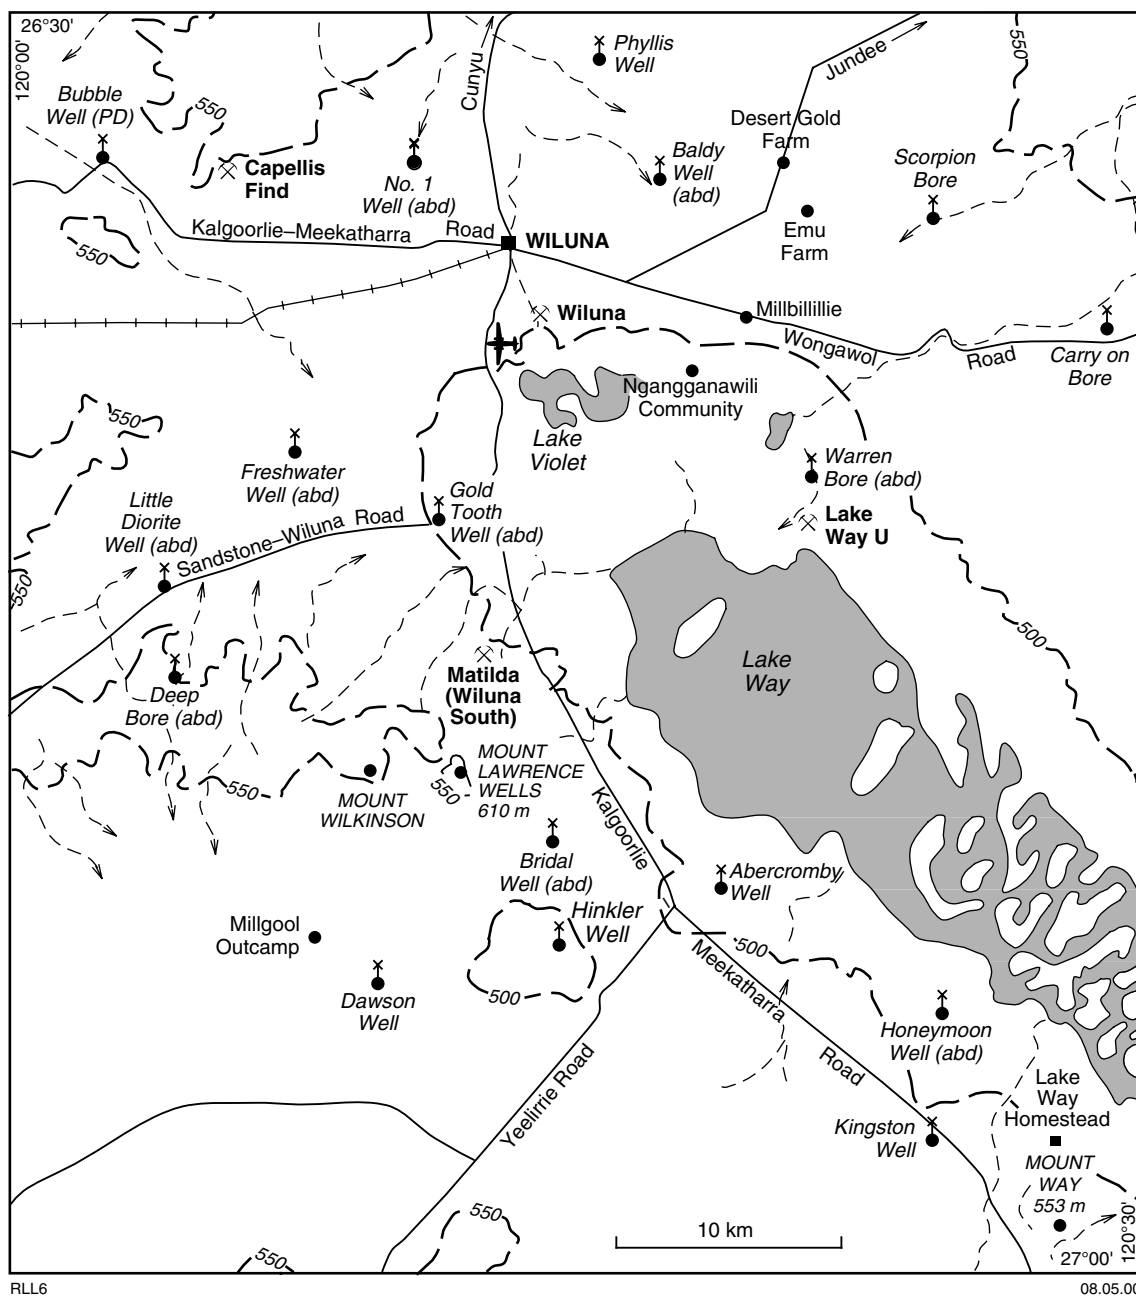 26°30'
120°00'
Bubble
Well (PD)
550
Capellis
Find
No. 1
Well (abd)
Cunyu
Phyllis
Well
Baldy
Well
(abd)
Jundee
Desert Gold
Farm
Emu
Farm
Scorpion
Bore
550
550
Kalgoorlie–Meekatharra Road
WILUNA
Wiluna
Millbillillie
Wongawol
Road
Carry on
Bore
Ngangganawili
Community
Lake
Violet
550
Freshwater
Well (abd)
Little
Diorite
Well (abd)
Sandstone–Wiluna Road
Gold
Tooth
Well (abd)
Warren
Bore (abd)
Lake
Way U
550
500
Lake
Way
Deep
Bore (abd)
Matilda
(Wiluna
South)
550
MOUNT
WILKINSON
550
MOUNT
LAWRENCE
WELLS
610 m
Kalgoorlie
Bridal
Well (abd)
Abercromby
Well
Millgool
Outcamp
Hinkler
Well
500
Dawson
Well
500
Meekatharra
Road
Honeymoon
Well (abd)
Yeelirrie Road
Kingston
Well
Lake
Way
Homestead
MOUNT
WAY
553 m
550
550
10 km
120°30'
27°00'
RLL6
08.05.00